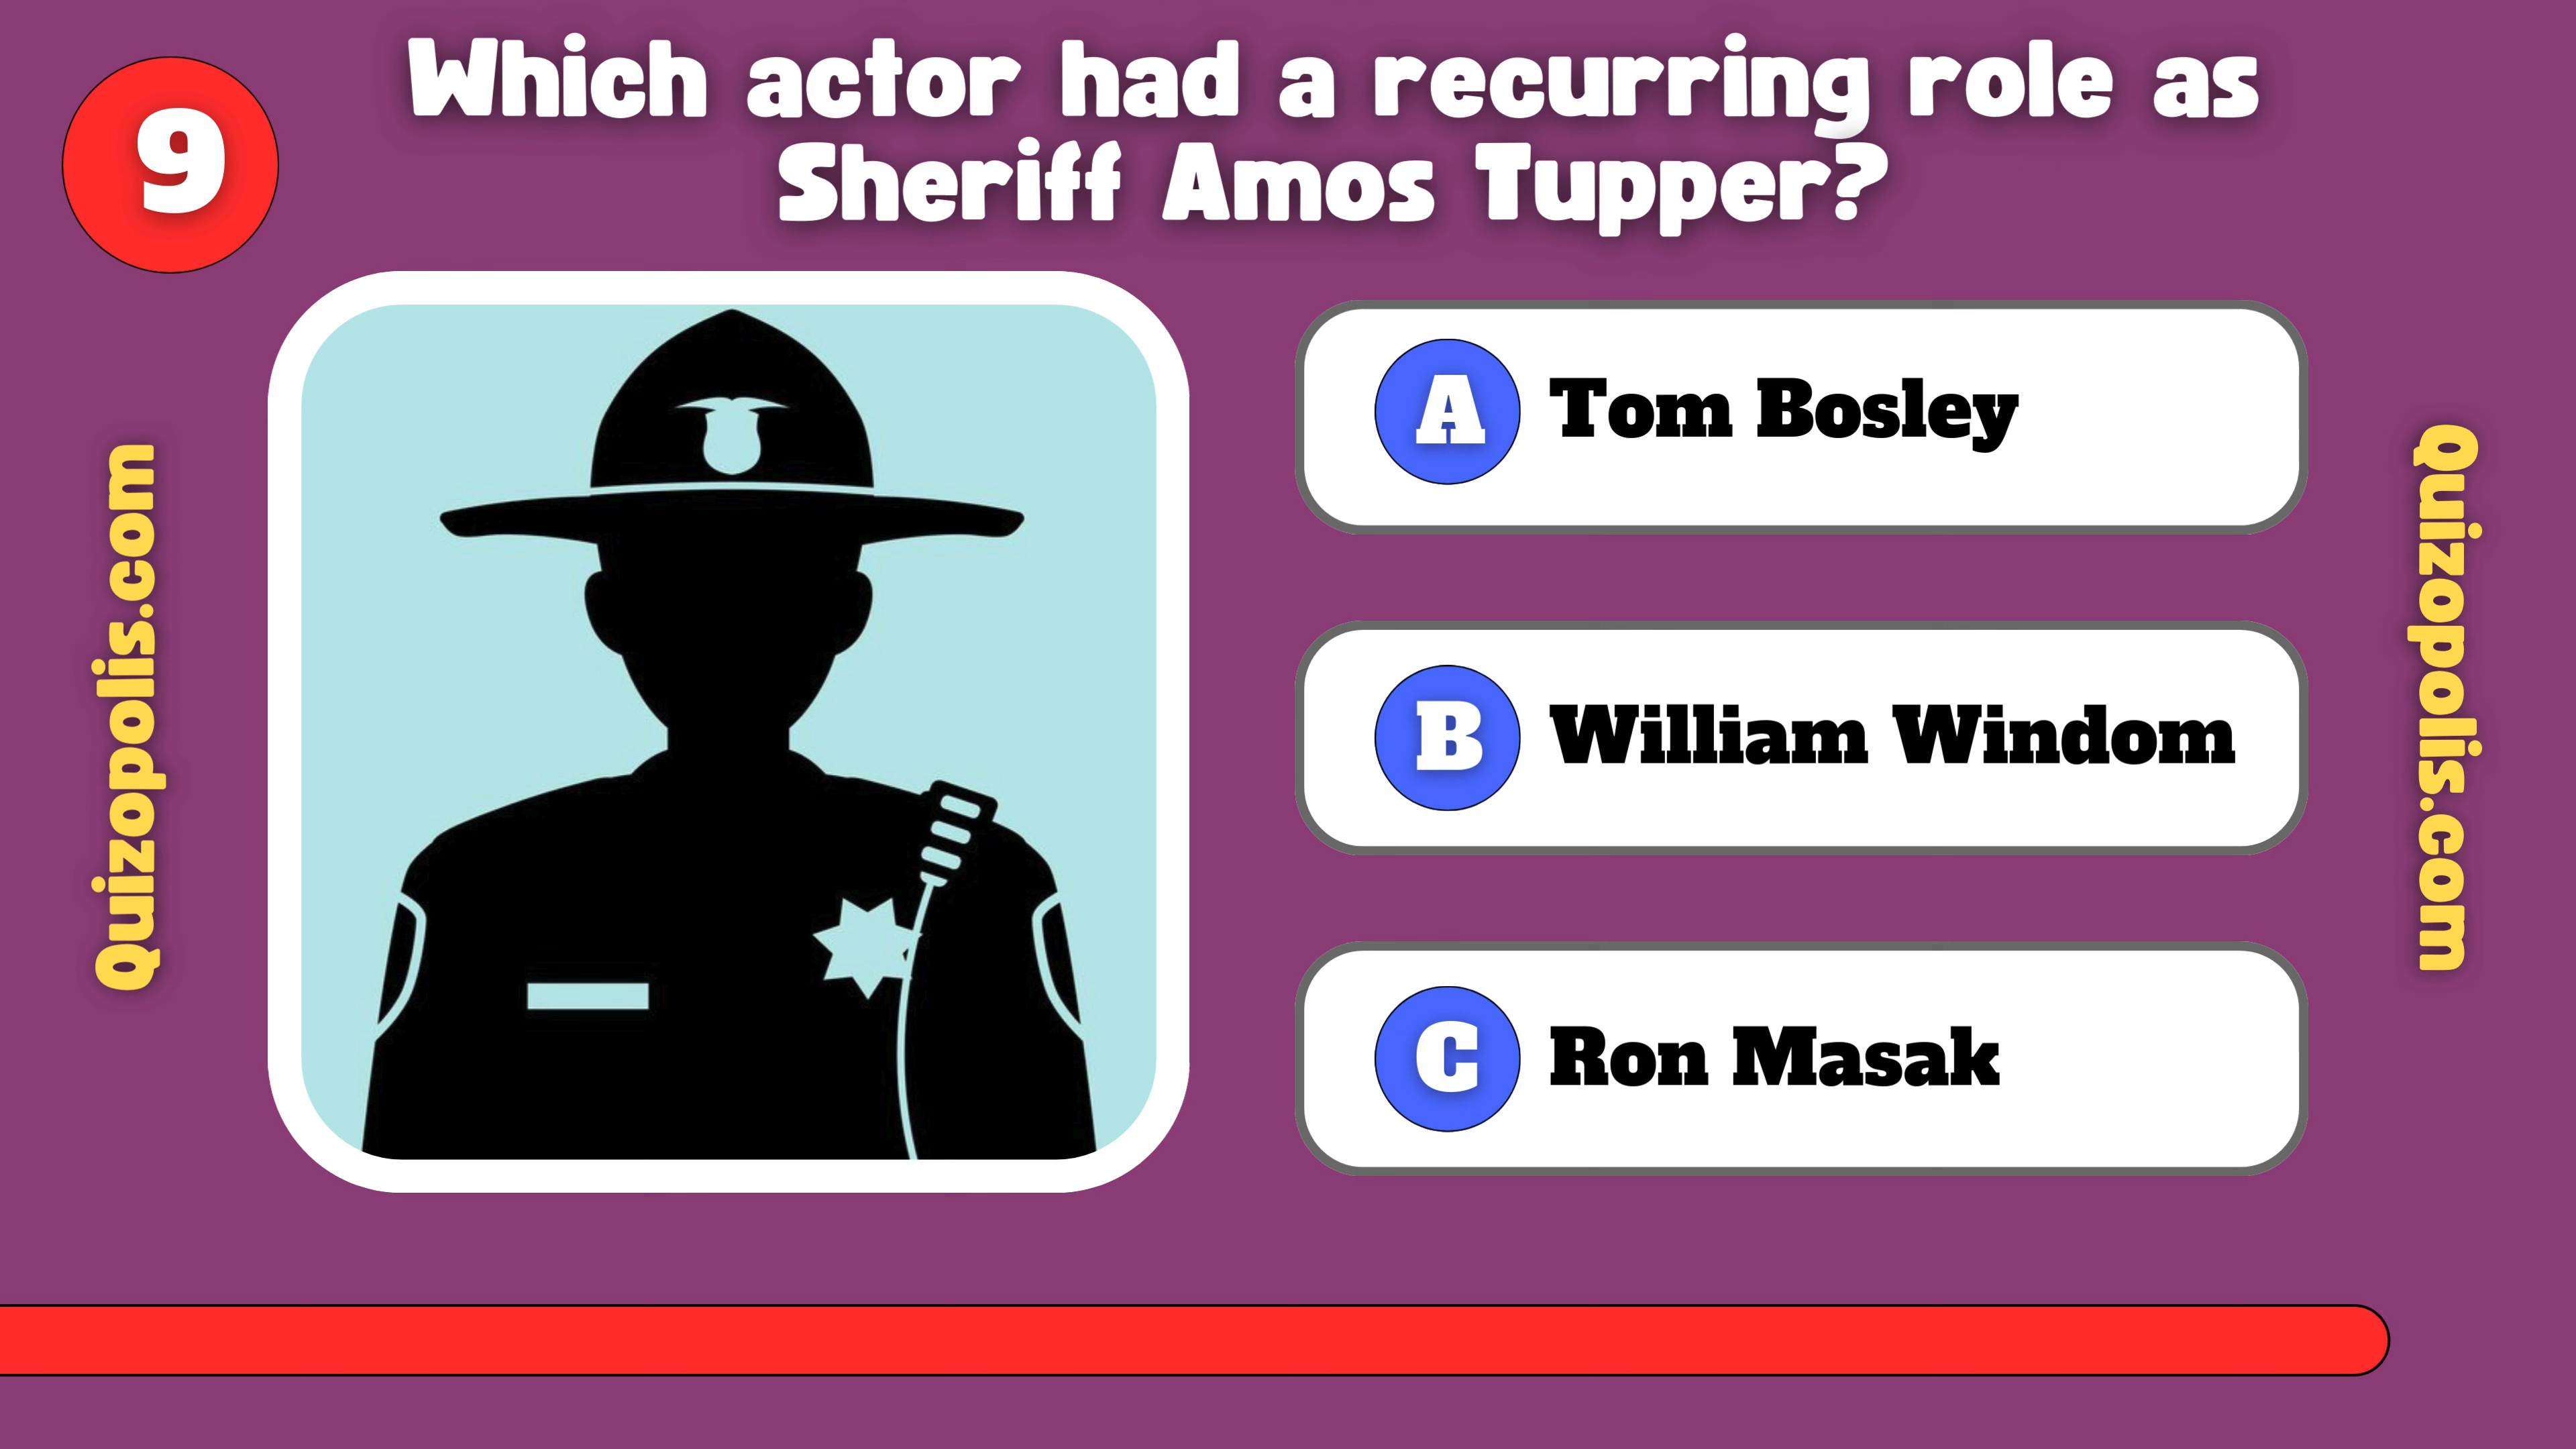 9
Which actor had a recurring role as
Sheriff Amos Tupper?
Quizopolis.com
A Tom Bosley
B William Windom
C Ron Masak
Quizopolis.com